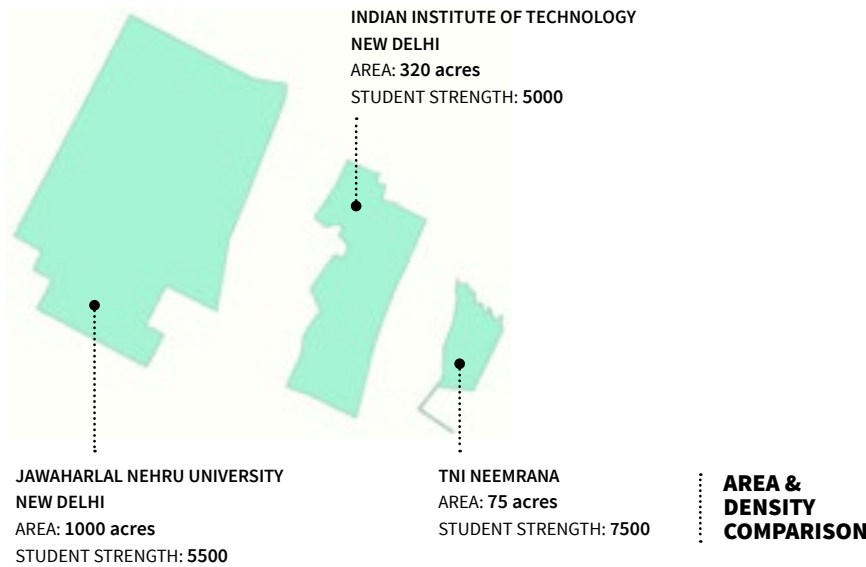 INDIAN INSTITUTE OF TECHNOLOGY
NEW DELHI
AREA: 320 acres
STUDENT STRENGTH: 5000
JAWAHARLAL NEHRU UNIVERSITY
NEW DELHI
AREA: 1000 acres
STUDENT STRENGTH: 5500
TNI NEEMRANA
AREA: 75 acres
STUDENT STRENGTH: 7500
AREA &
DENSITY
COMPARISON